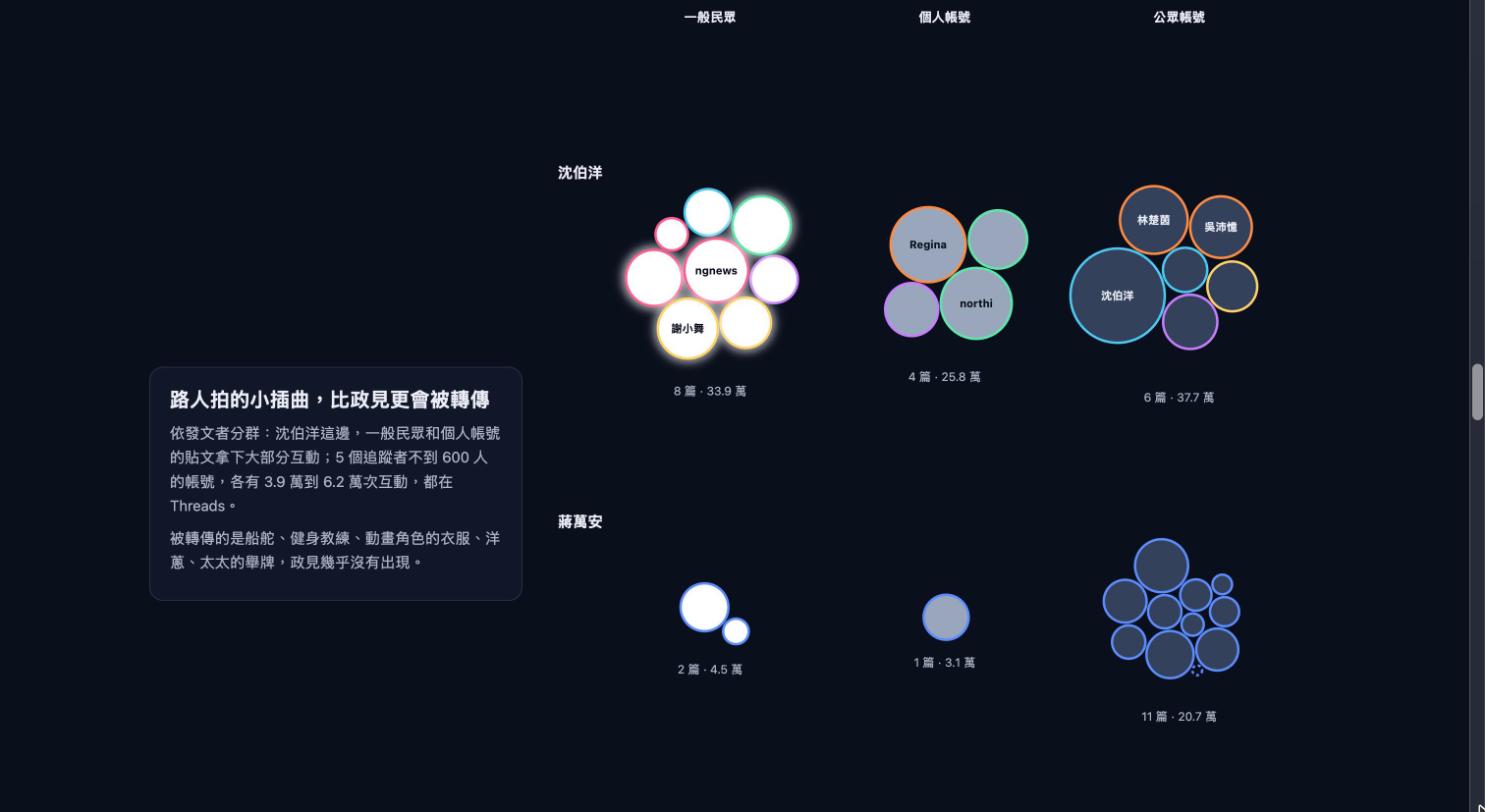 一般民眾
個人帳號
公眾帳號
沈伯洋
林楚茵
吳沛憶
Regina
ngnews
沈伯洋
northi
謝小舞
8 篇 · 33.9 萬
4 篇 · 25.8 萬
6 篇 · 37.7 萬
路人拍的小插曲，比政見更會被轉傳
依發文者分群：沈伯洋這邊，一般民眾和個人帳號
的貼文拿下大部分互動；5 個追蹤者不到 600 人
的帳號，各有 3.9 萬到 6.2 萬次互動，都在
Threads。
被轉傳的是船舵、健身教練、動畫角色的衣服、洋
蔥、太太的舉牌，政見幾乎沒有出現。
蔣萬安
2 篇 · 4.5 萬
1 篇 · 3.1 萬
11 篇 · 20.7 萬